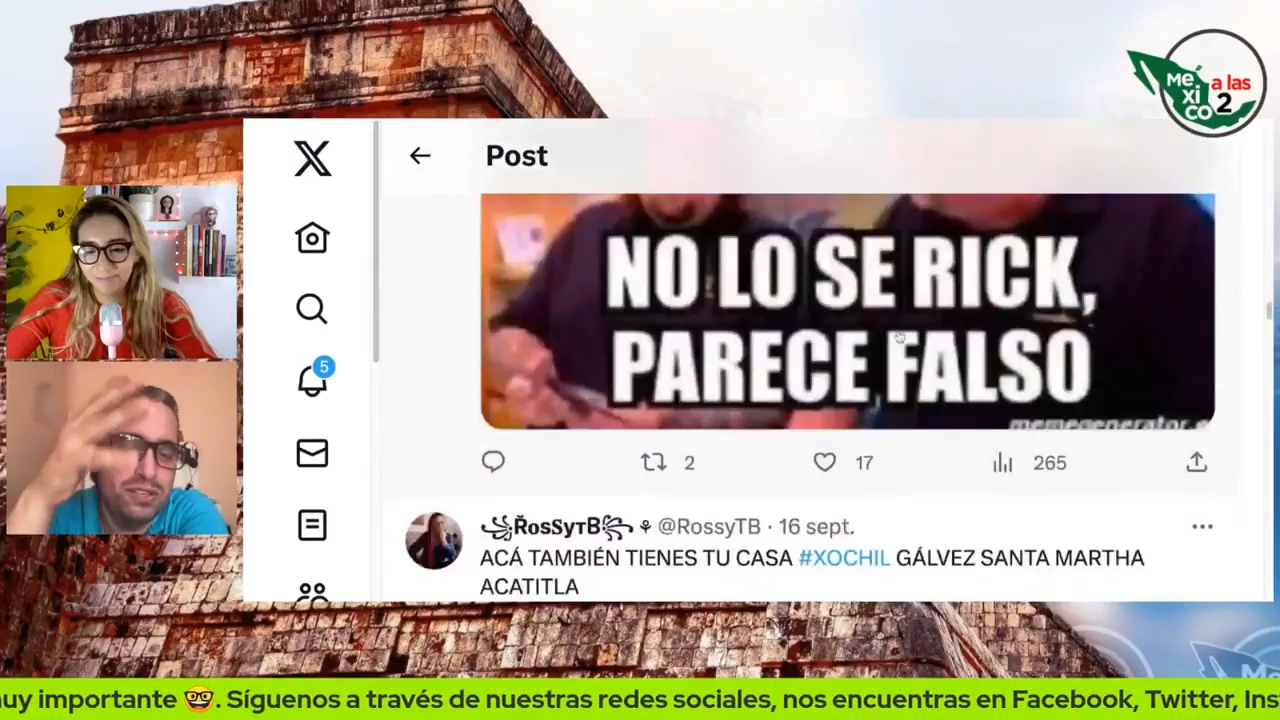 Mé
xi
co
a las
2
Post
NO LO SE RICK,
PARECE FALSO
memegenerator.e
5
2
17
265
ŘosSyтB @RossyTB · 16 sept.
ACÁ TAMBIÉN TIENES TU CASA #XOCHIL GÁLVEZ SANTA MARTHA
ACATITLA
uy importante 🤓. Síguenos a través de nuestras redes sociales, nos encuentras en Facebook, Twitter, Ins